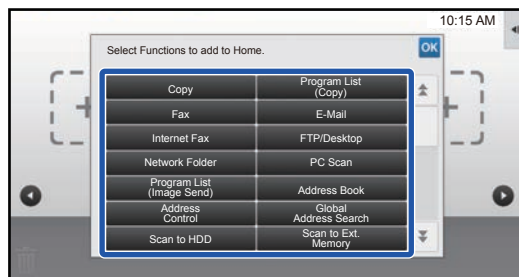 10:15 AM
Select Functions to add to Home.
OK
Copy
Program List
(Copy)
Fax
E-Mail
Internet Fax
FTP/Desktop
Network Folder
PC Scan
Program List
(Image Send)
Address Book
Address
Control
Global
Address Search
Scan to HDD
Scan to Ext.
Memory